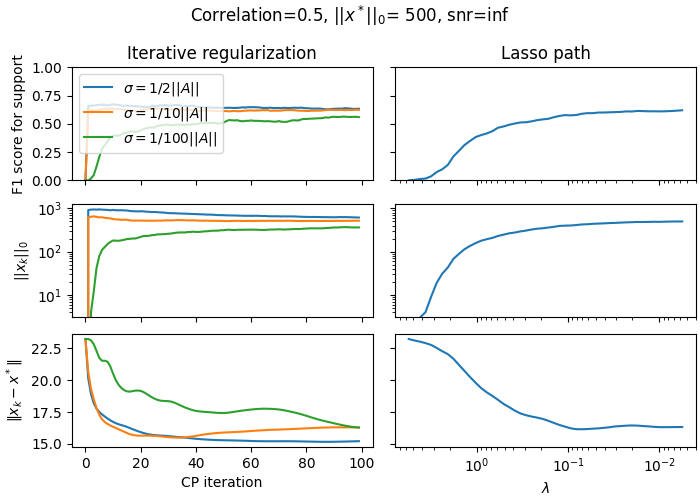 Correlation=0.5, ||x*||₀= 500, snr=inf
Iterative regularization
Lasso path
F1 score for support
1.00
0.75
0.50
0.25
0.00
σ = 1/2||A||
σ = 1/10||A||
σ = 1/100||A||
||xₖ||₀
10³
10²
10¹
‖xₖ − x*‖
22.5
20.0
17.5
15.0
0
20
40
60
80
100
CP iteration
10⁰
10⁻¹
10⁻²
λ